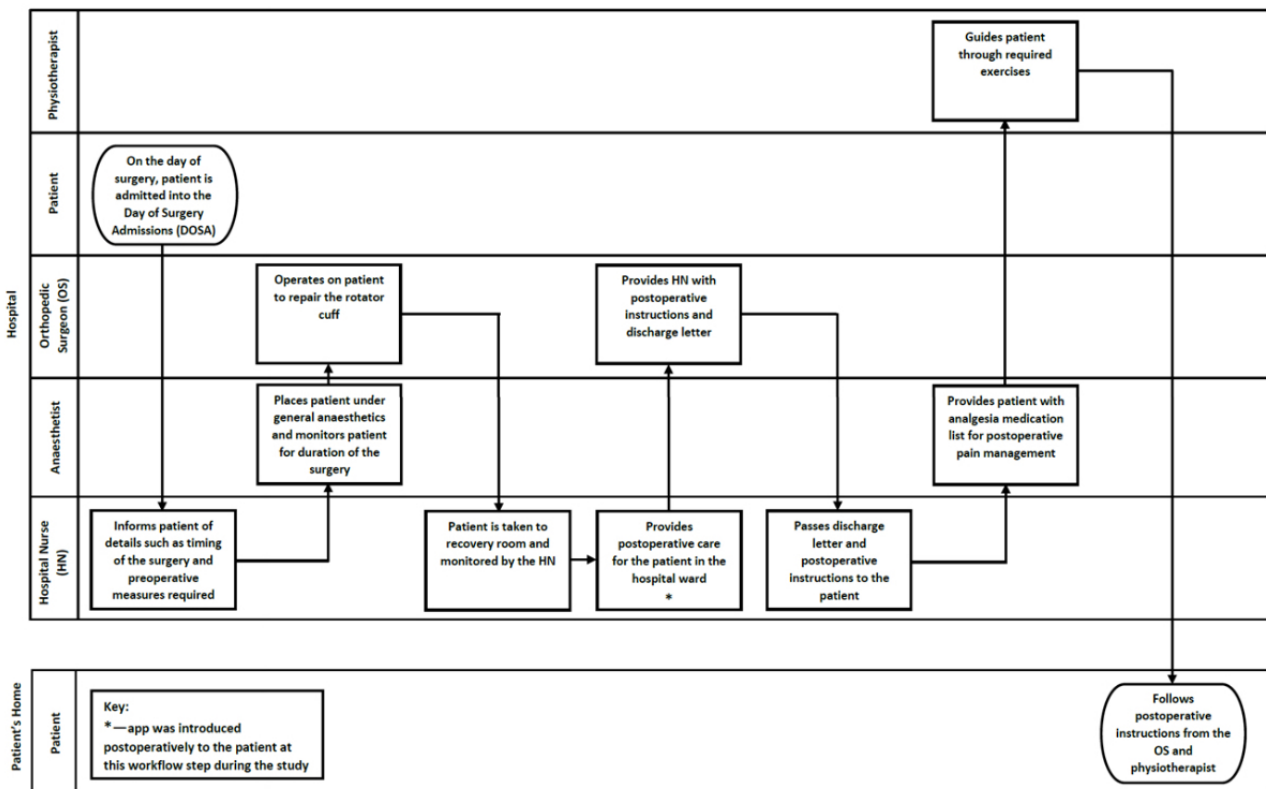 Hospital
Physiotherapist
Guides patient
through required
exercises
Patient
On the day of
surgery, patient is
admitted into the
Day of Surgery
Admissions (DOSA)
Orthopedic
Surgeon (OS)
Operates on patient
to repair the rotator
cuff
Provides HN with
postoperative
instructions and
discharge letter
Anaesthetist
Places patient under
general anaesthetics
and monitors patient
for duration of the
surgery
Provides patient with
analgesia medication
list for postoperative
pain management
Hospital Nurse
(HN)
Informs patient of
details such as timing
of the surgery and
preoperative
measures required
Patient is taken to
recovery room and
monitored by the HN
Provides
postoperative care
for the patient in the
hospital ward
*
Passes discharge
letter and
postoperative
instructions to the
patient
Patient's Home
Patient
Key:
*—app was introduced
postoperatively to the patient at
this workflow step during the study
Follows
postoperative
instructions from the
OS and
physiotherapist